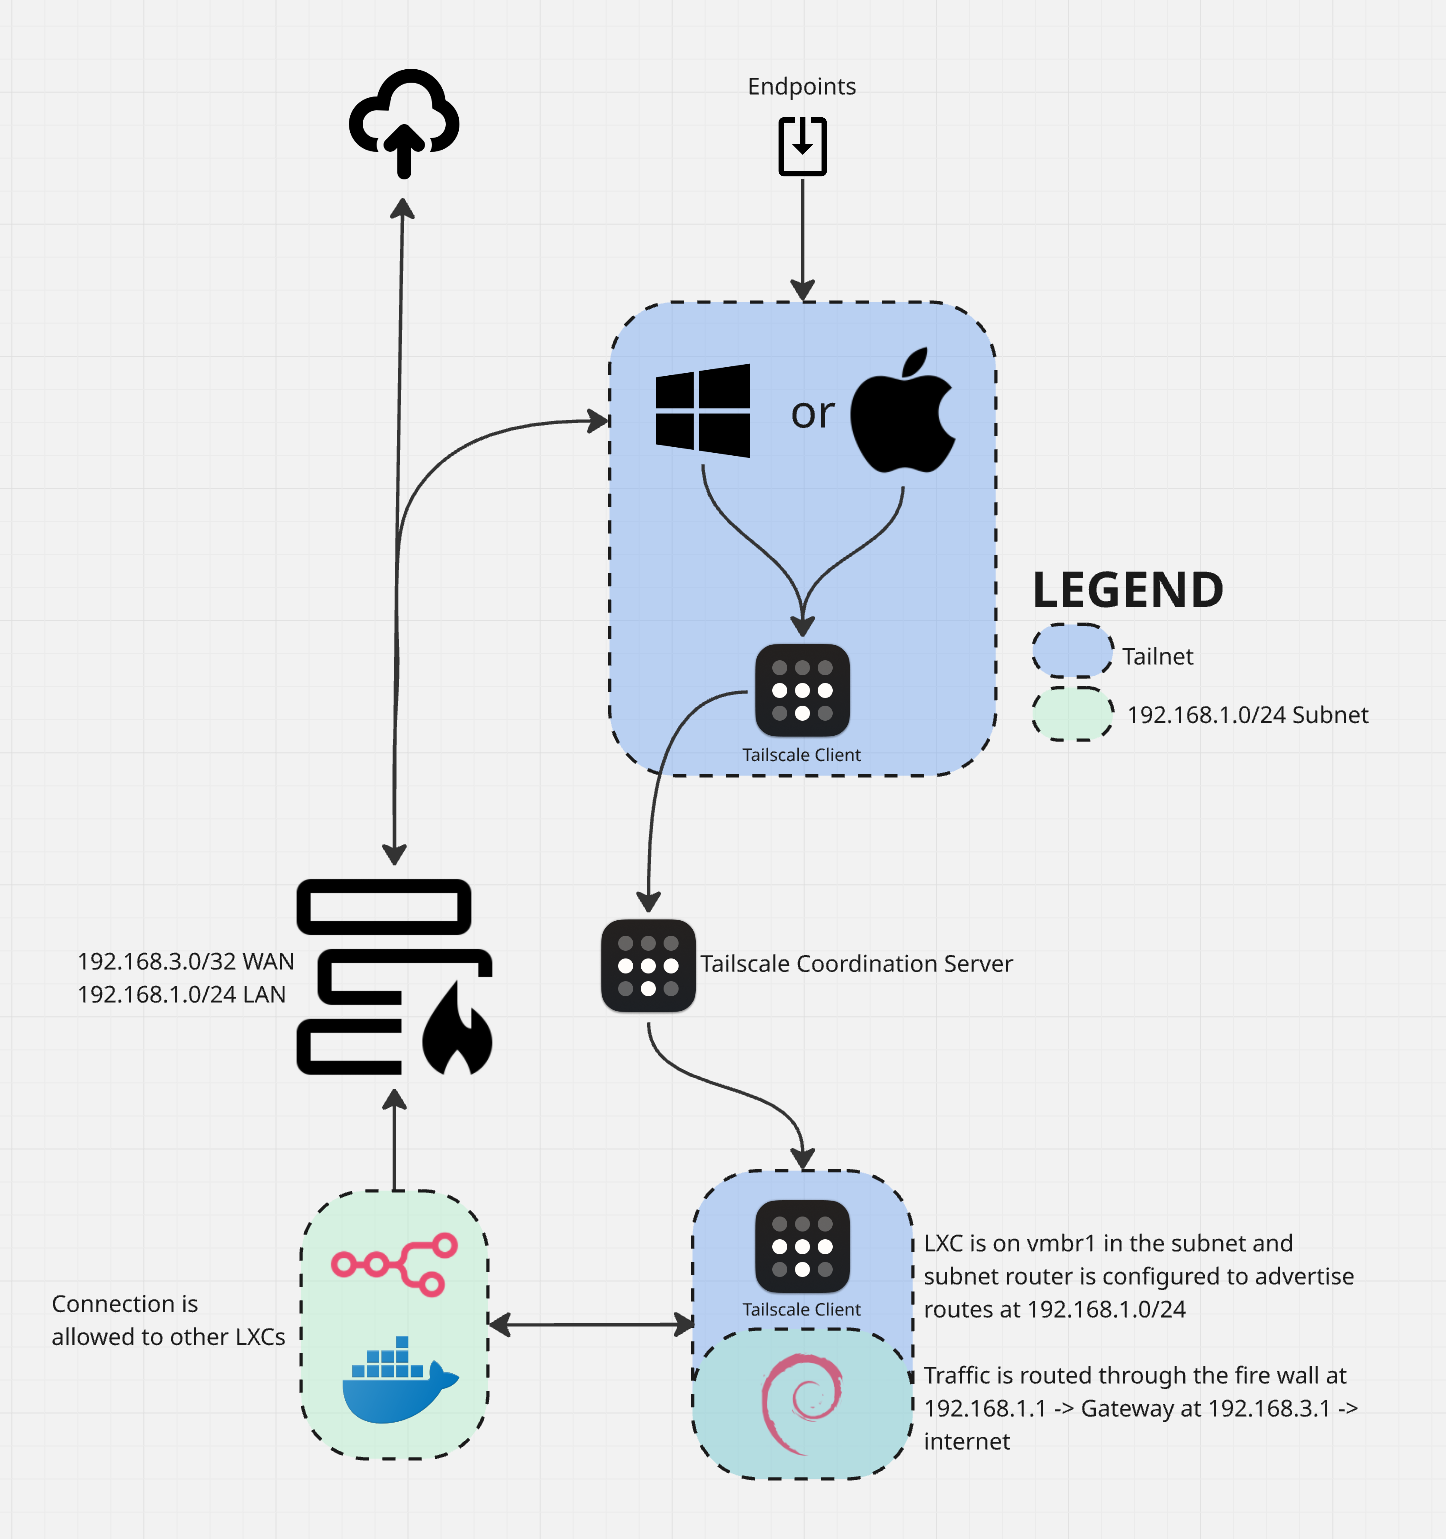 Endpoints
or
Tailscale Client
LEGEND
Tailnet
192.168.1.0/24 Subnet
192.168.3.0/32 WAN
192.168.1.0/24 LAN
Tailscale Coordination Server
Connection is
allowed to other LXCs
Tailscale Client
LXC is on vmbr1 in the subnet and
subnet router is configured to advertise
routes at 192.168.1.0/24
Traffic is routed through the fire wall at
192.168.1.1 -> Gateway at 192.168.3.1 ->
internet